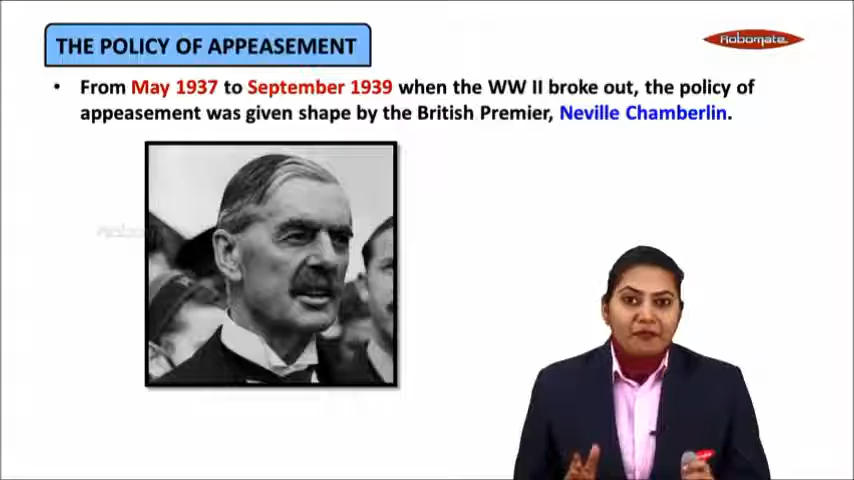 THE POLICY OF APPEASEMENT
Robomate
• From May 1937 to September 1939 when the WW II broke out, the policy of
appeasement was given shape by the British Premier, Neville Chamberlin.